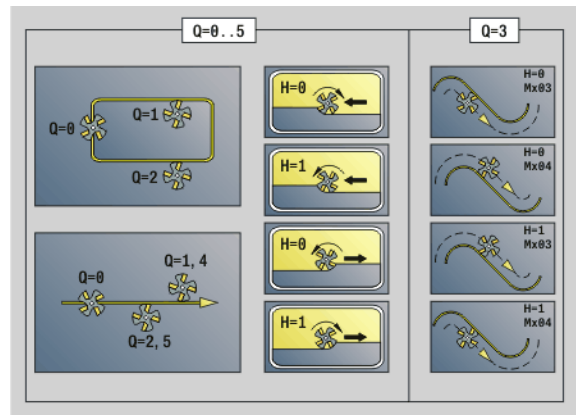 Q=0..5
Q=3
Q=0
Q=1
Q=2
Q=0
Q=1, 4
Q=2, 5
H=0
H=1
H=0
H=1
H=0
Mx03
H=0
Mx04
H=1
Mx03
H=1
Mx04